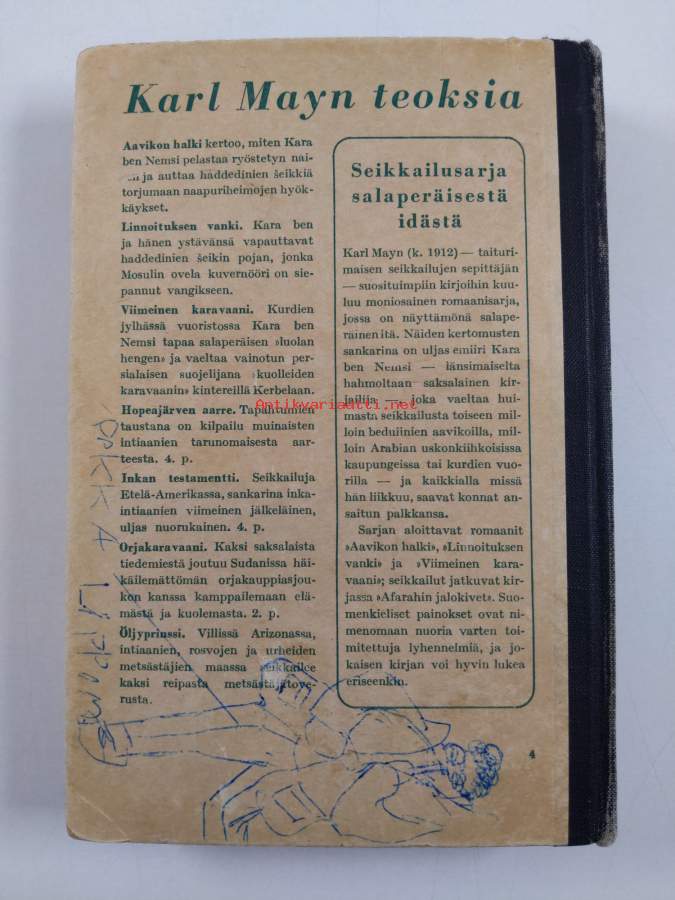 Karl Mayn teoksia
Aavikon halki kertoo, miten Kara
ben Nemsi pelastaa ryöstetyn nai-
ja auttaa haddedinien šeikkiä
torjumaan naapuriheimojen hyök-
käykset.
Linnoituksen vanki. Kara ben
ja hänen ystävänsä vapauttavat
haddedinien šeikin pojan, jonka
Mosulin ovela kuvernööri on sie-
pannut vangikseen.
Viimeinen karavaani. Kurdien
jylhässä vuoristossa Kara ben
Nemsi tapaa salaperäisen »luolan
hengen» ja vaeltaa vainotun per-
sialaisen suojelijana »kuolleiden
karavaanin» kintereillä Kerbelaan.
Hopeajärven aarre. Tapahtumien
taustana on kilpailu muinaisten
intiaanien tarunomaisesta aar-
teesta. 4. p.
Inkan testamentti. Seikkailuja
Etelä-Amerikassa, sankarina inka-
intiaanien viimeinen jälkeläinen,
uljas nuorukainen. 4. p.
Orjakaravaani. Kaksi saksalaista
tiedemiestä joutuu Sudanissa häi-
käilemättömän orjakauppiasjou-
kon kanssa kamppailemaan elä-
mästä ja kuolemasta. 2. p.
Öljyprinssi. Villissä Arizonassa,
intiaanien, rosvojen ja urheiden
metsästäjien maassa seikkailee
kaksi reipasta metsästäjätove-
rusta.
Seikkailusarja
salaperäisestä
idästä
Karl Mayn (k. 1912) — taituri-
maisen seikkailujen sepittäjän
— suosituimpiin kirjoihin kuu-
luu moniosainen romaanisarja,
jossa on näyttämönä salape-
räinen itä. Näiden kertomusten
sankarina on uljas emiiri Kara
ben Nemsi — länsimaiselta
hahmoltaan saksalainen kir-
jailija — joka vaeltaa hui-
masta seikkailusta toiseen mil-
loin beduiinien aavikoilla, mil-
loin Arabian uskonkiihkoisissa
kaupungeissa tai kurdien vuo-
rilla — ja kaikkialla missä
hän liikkuu, saavat konnat an-
saitun palkkansa.
Sarjan aloittavat romaanit
»Aavikon halki», »Linnoituksen
vanki» ja »Viimeinen kara-
vaani»; seikkailut jatkuvat kir-
jassa »Afarahin jalokivet». Suo-
menkieliset painokset ovat ni-
menomaan nuoria varten toi-
mitettuja lyhennelmiä, ja jo-
kaisen kirjan voi hyvin lukea
eriseenkin.
4
Antikvariaatti.net